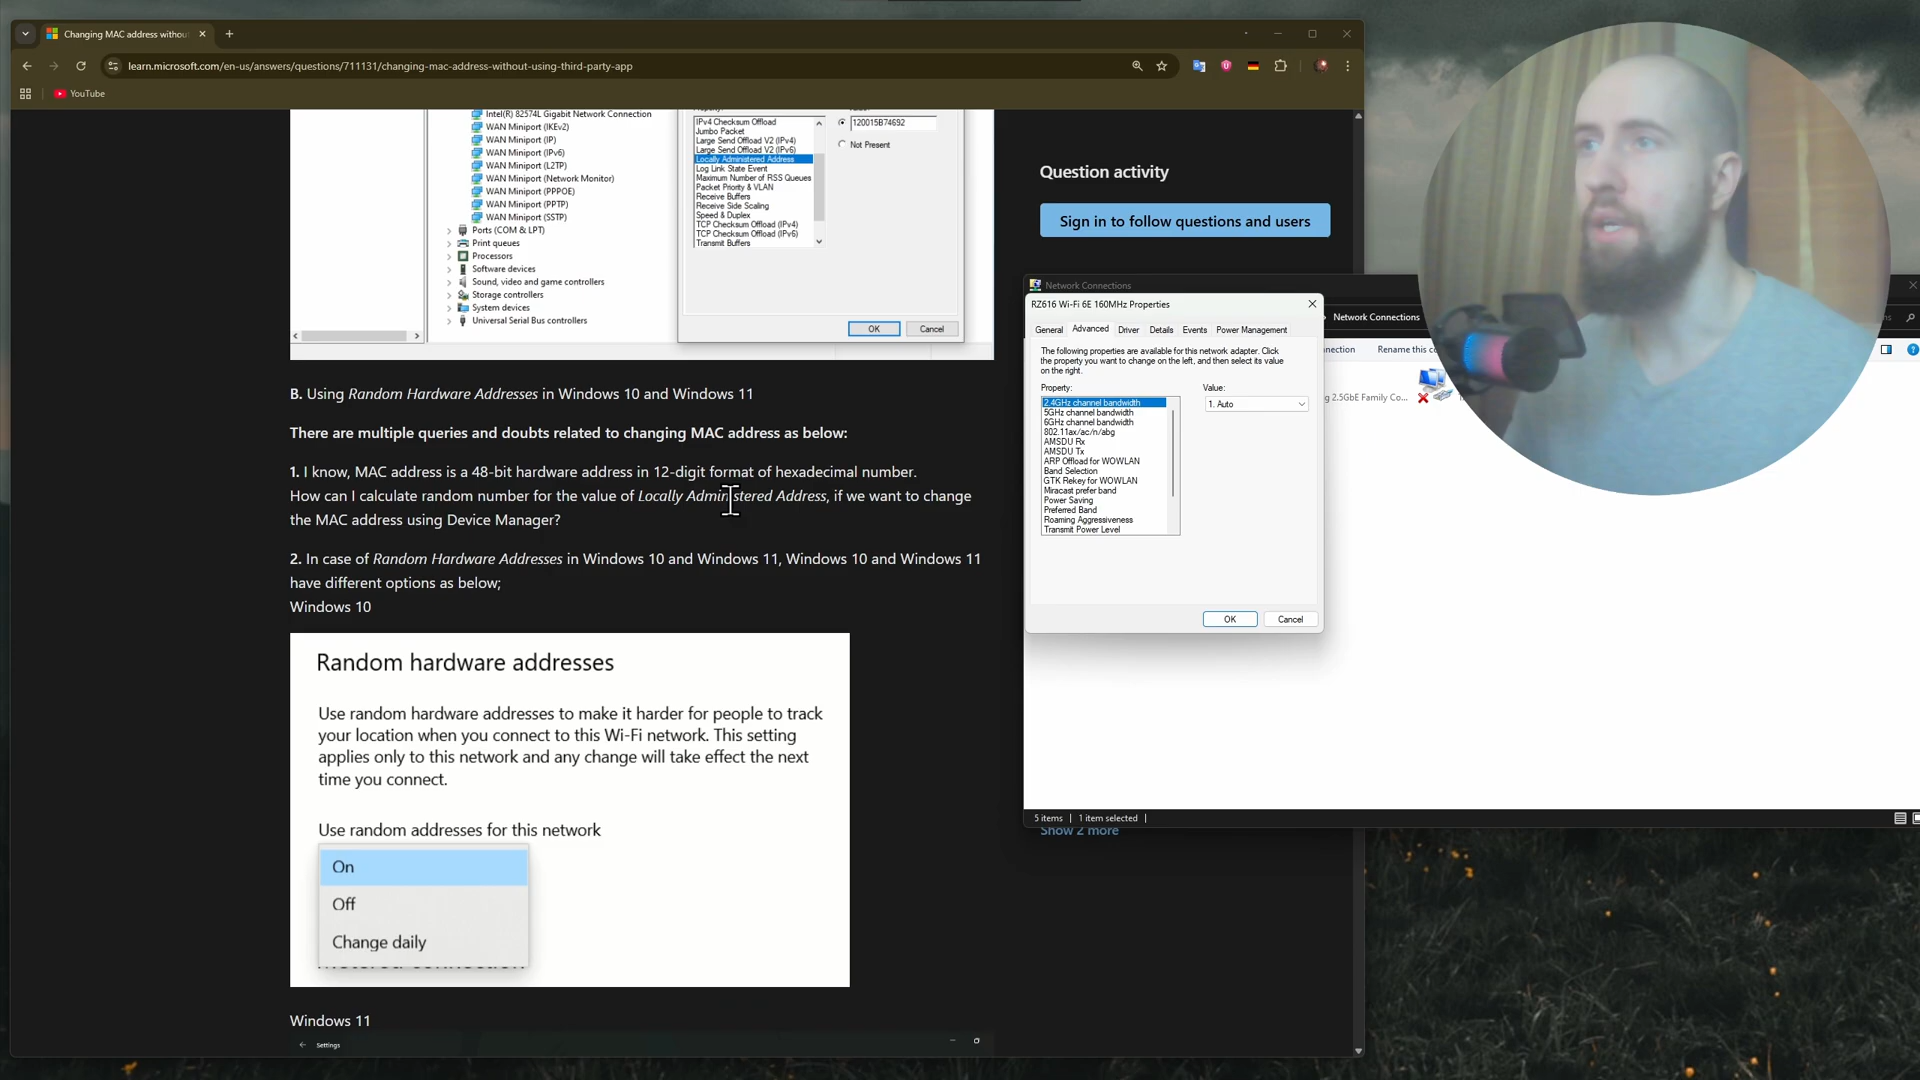 Changing MAC address withou
learn.microsoft.com/en-us/answers/questions/711131/changing-mac-address-without-using-third-party-app
YouTube
Intel(R) 82574L Gigabit Network Connection
WAN Miniport (IKEv2)
WAN Miniport (IP)
WAN Miniport (IPv6)
WAN Miniport (L2TP)
WAN Miniport (Network Monitor)
WAN Miniport (PPPOE)
WAN Miniport (PPTP)
WAN Miniport (SSTP)
Ports (COM & LPT)
Print queues
Processors
Software devices
Sound, video and game controllers
Storage controllers
System devices
Universal Serial Bus controllers
IPv4 Checksum Offload
Jumbo Packet
Large Send Offload V2 (IPv4)
Large Send Offload V2 (IPv6)
Locally Administered Address
Log Link State Event
Maximum Number of RSS Queues
Packet Priority & VLAN
Receive Buffers
Receive Side Scaling
Speed & Duplex
TCP Checksum Offload (IPv4)
TCP Checksum Offload (IPv6)
Transmit Buffers
120015B74692
Not Present
OK
Cancel
B. Using Random Hardware Addresses in Windows 10 and Windows 11
There are multiple queries and doubts related to changing MAC address as below:
1. I know, MAC address is a 48-bit hardware address in 12-digit format of hexadecimal number.
How can I calculate random number for the value of Locally Administered Address, if we want to change
the MAC address using Device Manager?
2. In case of Random Hardware Addresses in Windows 10 and Windows 11, Windows 10 and Windows 11
have different options as below;
Windows 10
Random hardware addresses
Use random hardware addresses to make it harder for people to track
your location when you connect to this Wi-Fi network. This setting
applies only to this network and any change will take effect the next
time you connect.
Use random addresses for this network
On
Off
Change daily
Windows 11
Settings
Question activity
Sign in to follow questions and users
Network Connections
RZ616 Wi-Fi 6E 160MHz Properties
General
Advanced
Driver
Details
Events
Power Management
The following properties are available for this network adapter. Click
the property you want to change on the left, and then select its value
on the right.
Property:
Value:
2.4GHz channel bandwidth
5GHz channel bandwidth
6GHz channel bandwidth
802.11ax/ac/n/abg
AMSDU Rx
AMSDU Tx
ARP Offload for WOWLAN
Band Selection
GTK Rekey for WOWLAN
Miracast prefer band
Power Saving
Preferred Band
Roaming Aggressiveness
Transmit Power Level
1. Auto
OK
Cancel
Network Connections
nection
Rename this co
g 2.5GbE Family Co...
5 items
1 item selected
Show 2 more